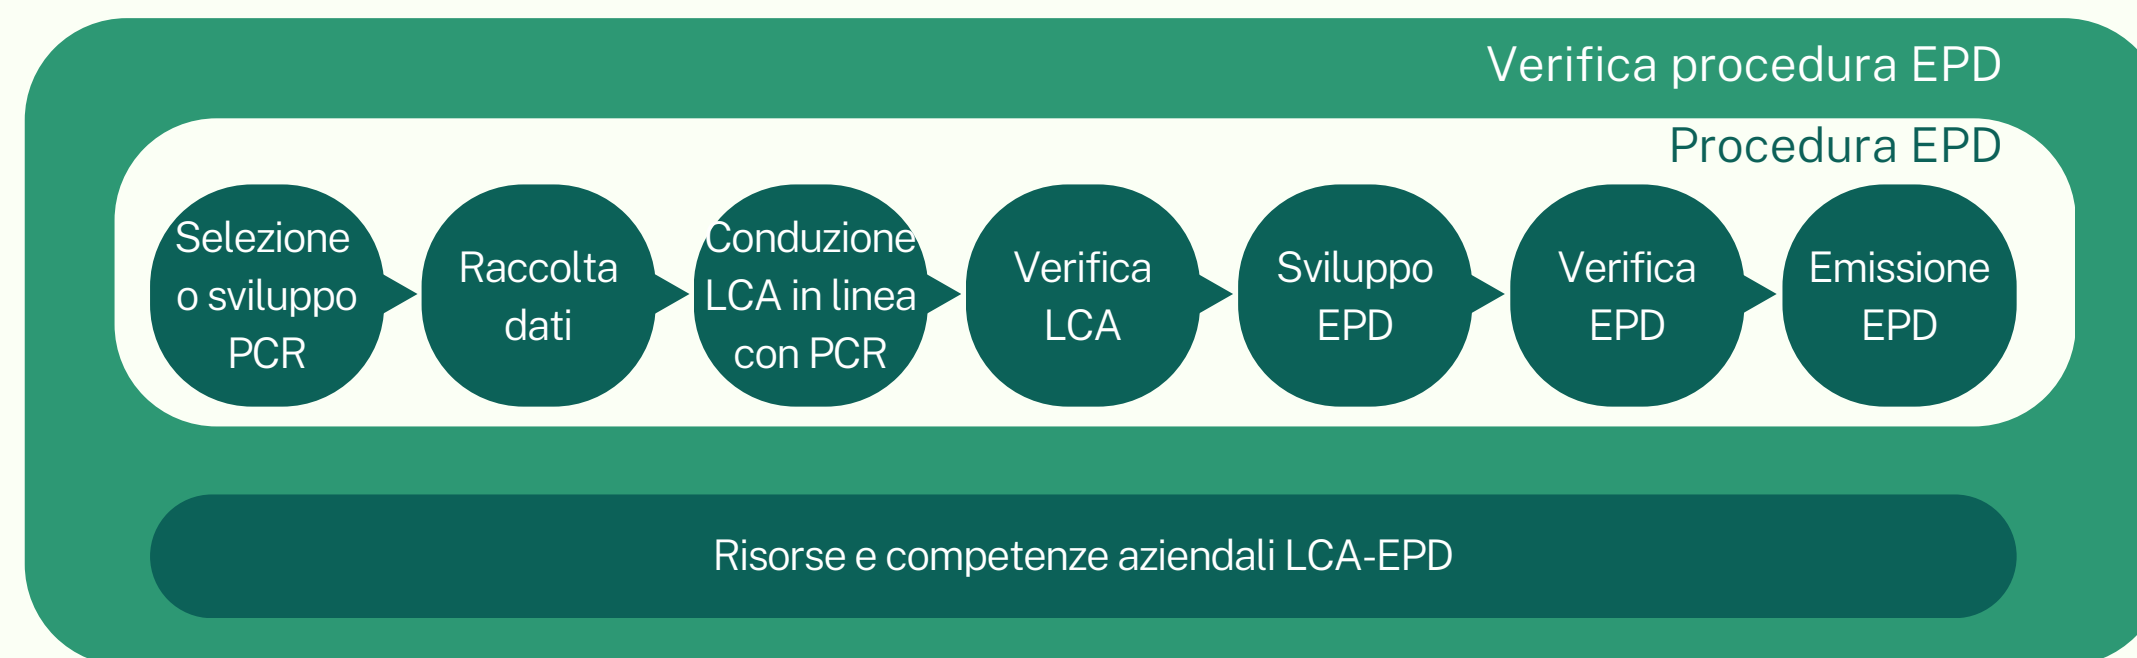 Verifica procedura EPD
Procedura EPD
Selezione
o sviluppo
PCR
Raccolta
dati
Conduzione
LCA in linea
con PCR
Verifica
LCA
Sviluppo
EPD
Verifica
EPD
Emissione
EPD
Risorse e competenze aziendali LCA-EPD